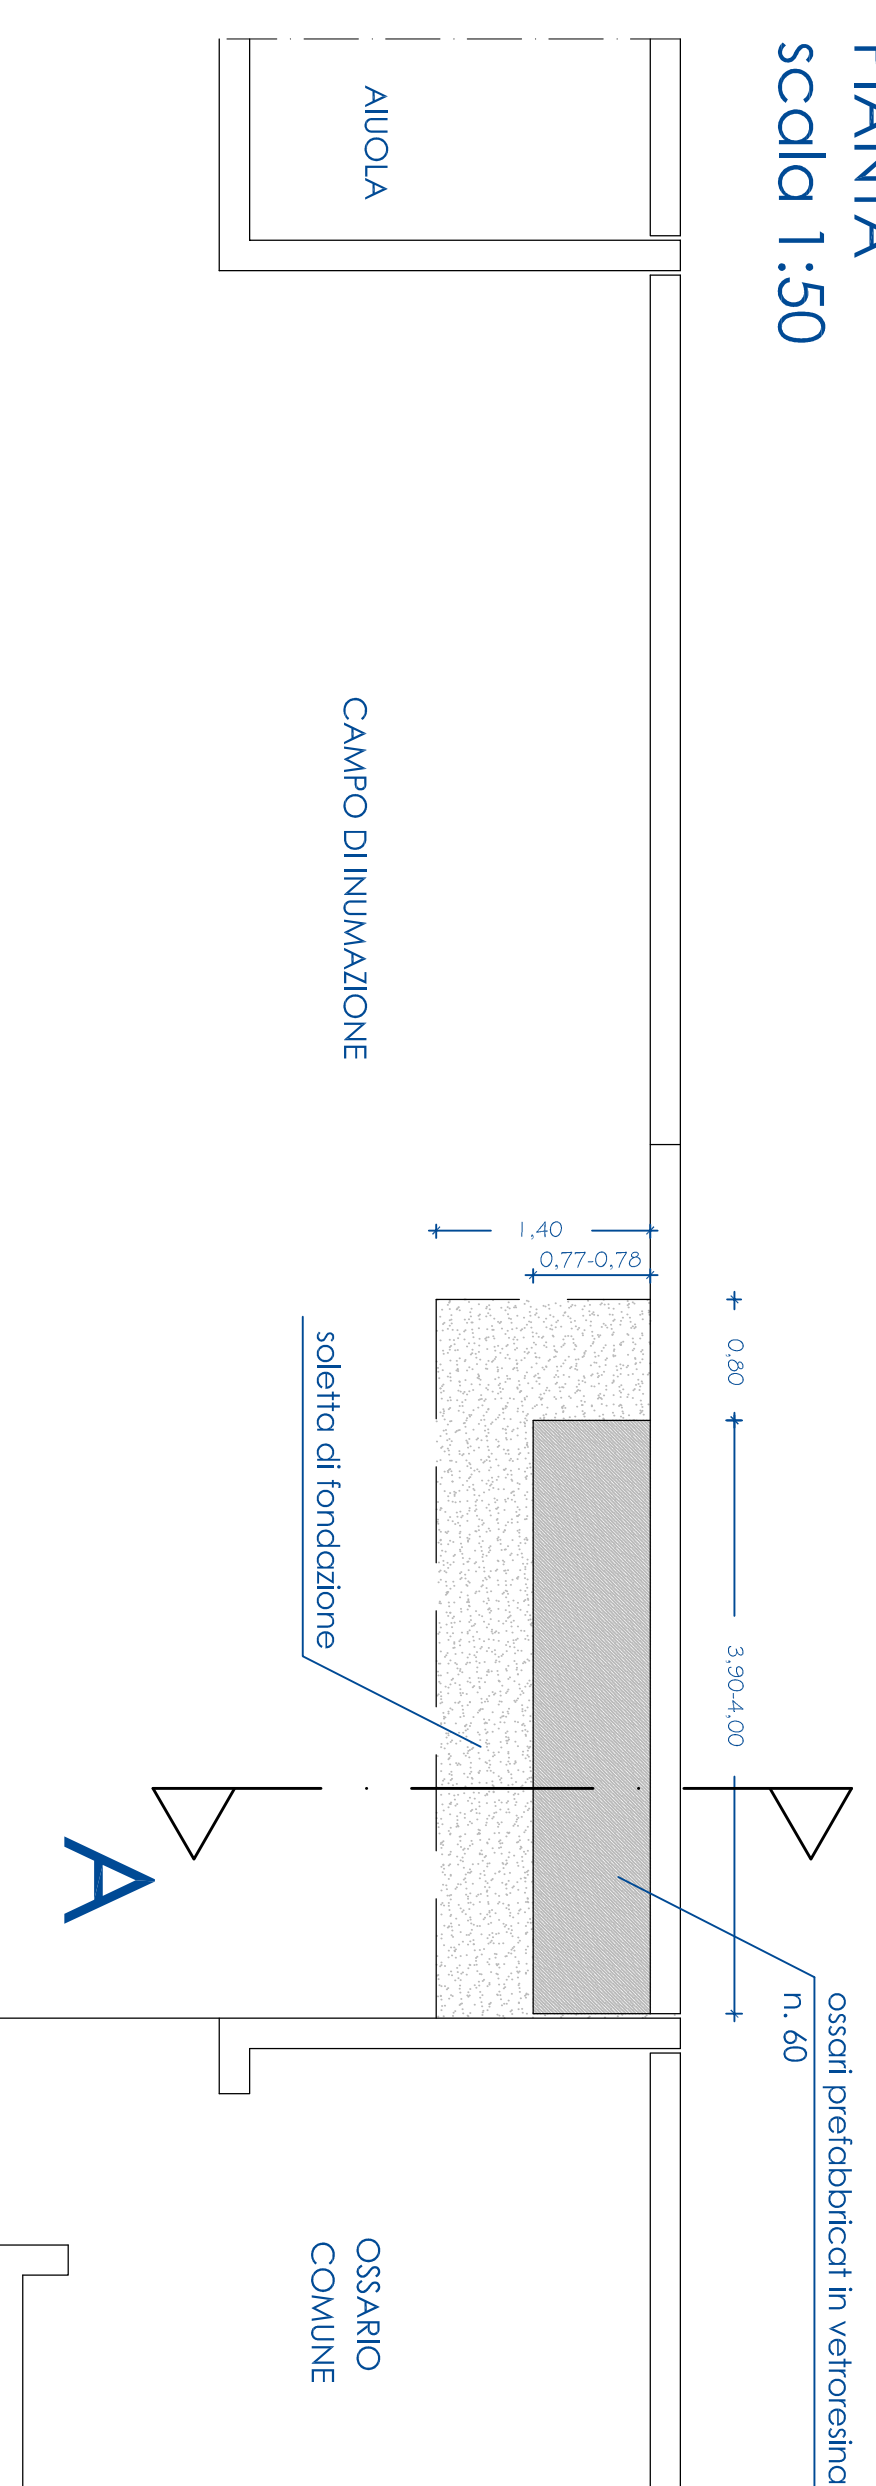 PIANTA
scala 1:50
ossari prefabbricat in vetroresina
n. 60
0,80
3,90-4,00
1,40
0,77-0,78
AIUOLA
CAMPO DI INUMAZIONE
soletta di fondazione
OSSARIO
COMUNE
A